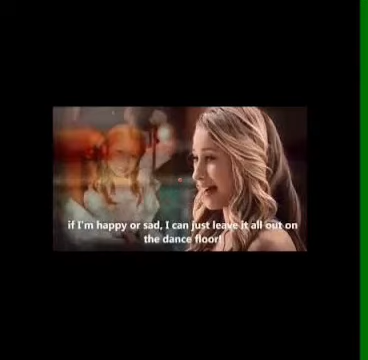 if I'm happy or sad, I can just leave it all out on
the dance floor!